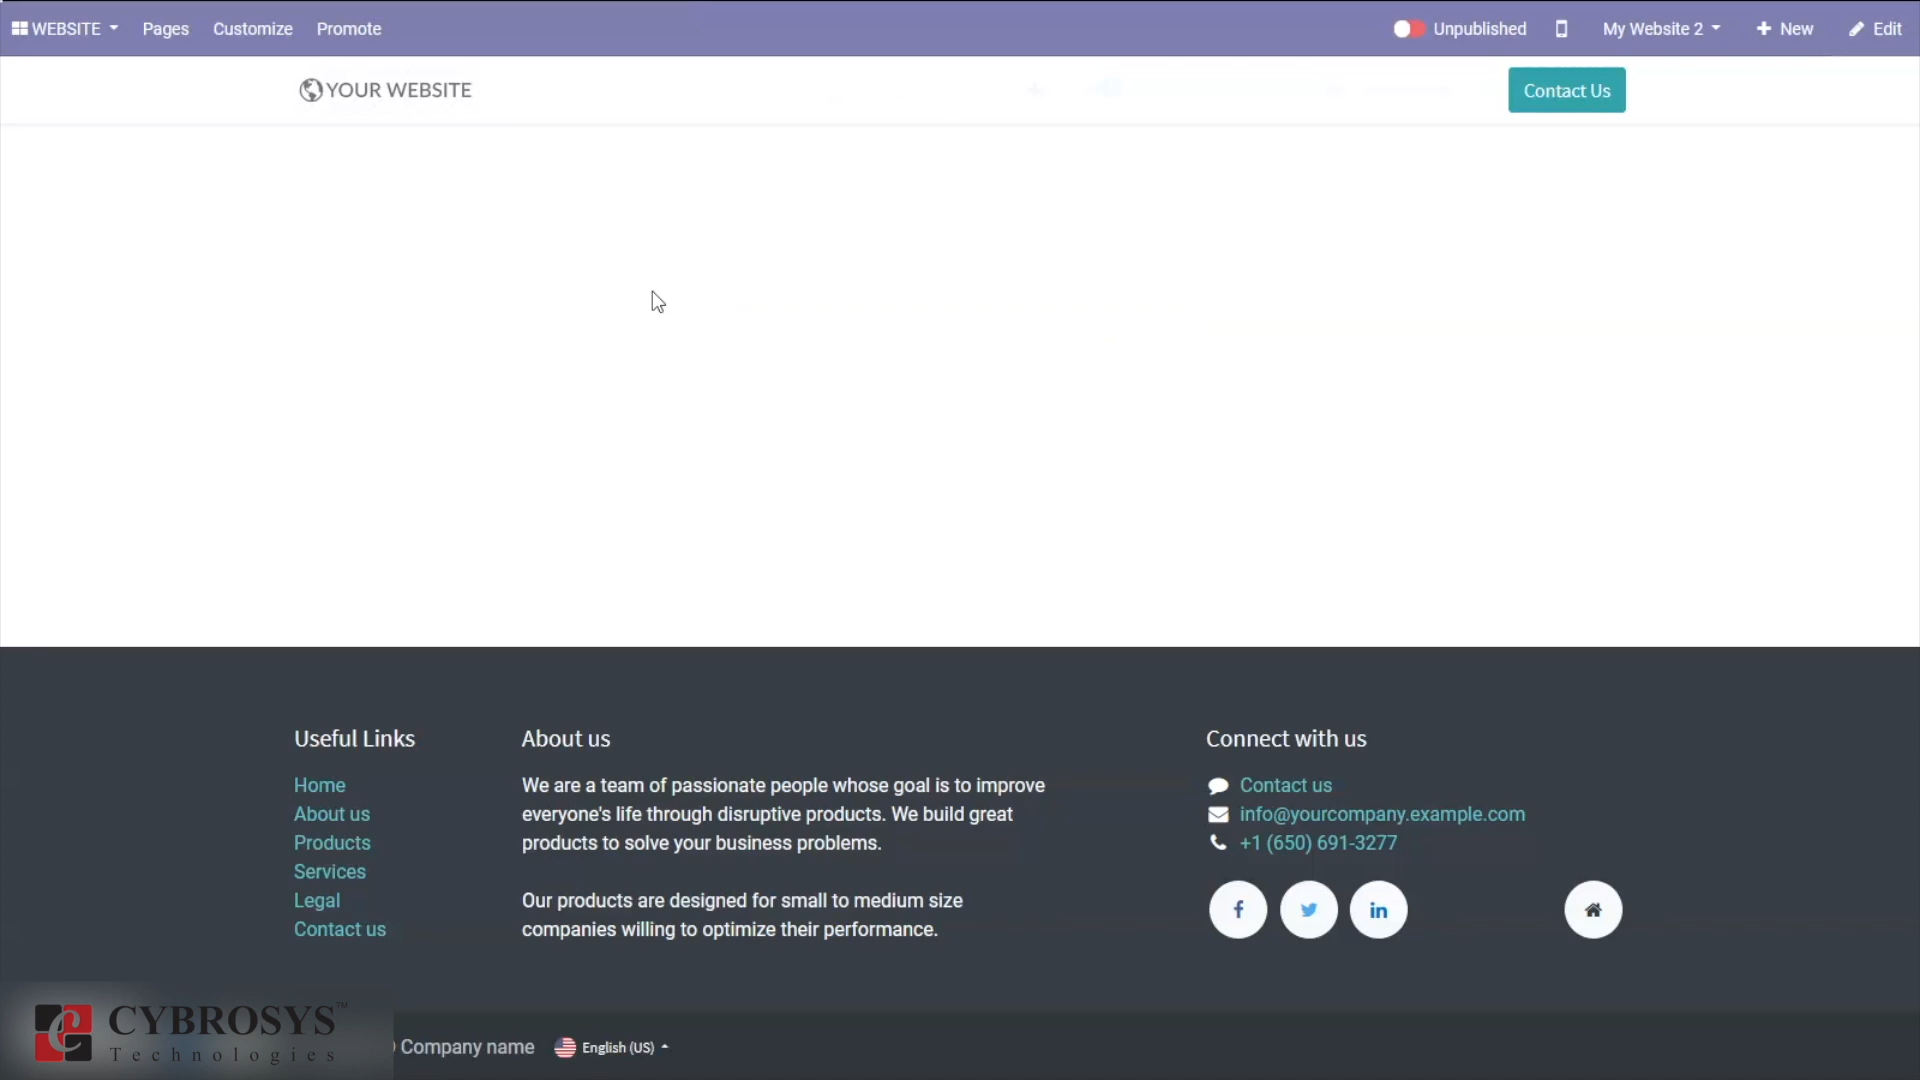 WEBSITE Pages Customize Promote Unpublished My Website 2 New Edit
YOUR WEBSITE Contact Us
Useful Links
Home
About us
Products
Services
Legal
Contact us
About us
We are a team of passionate people whose goal is to improve
everyone's life through disruptive products. We build great
products to solve your business problems.
Our products are designed for small to medium size
companies willing to optimize their performance.
Connect with us
Contact us
info@yourcompany.example.com
+1 (650) 691-3277
CYBROSYS™
Technologies
Company name English (US)